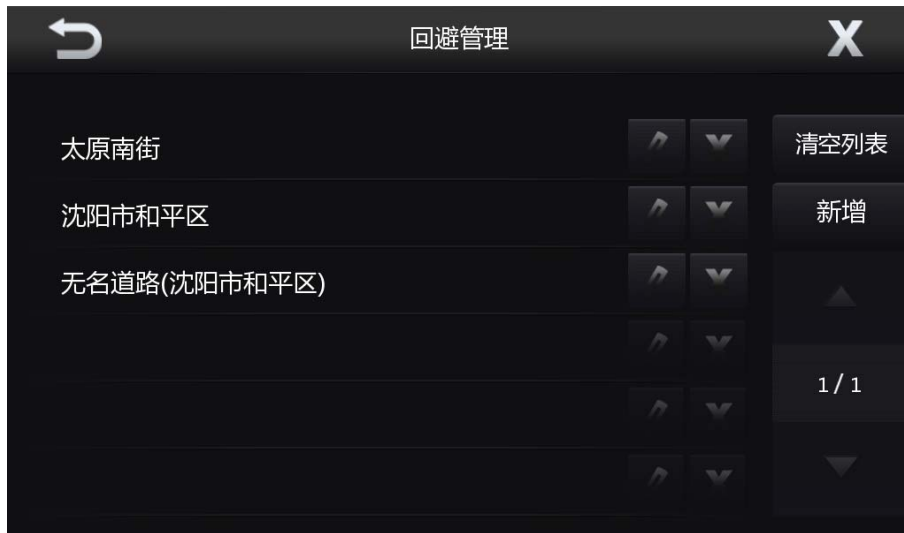 回避管理
太原南街
清空列表
沈阳市和平区
新增
无名道路(沈阳市和平区)
1/1